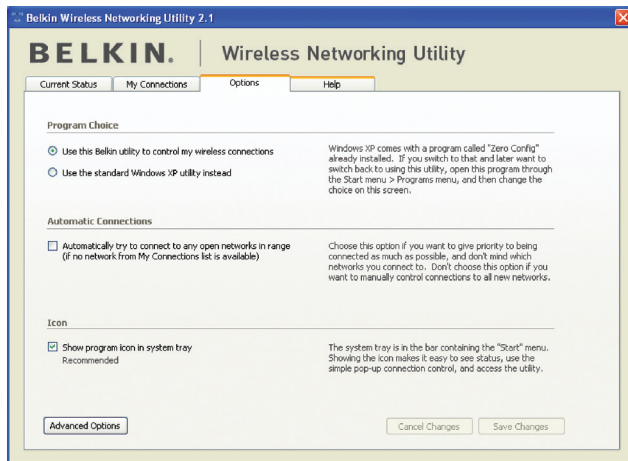 Belkin Wireless Networking Utility 2.1
BELKIN. | Wireless Networking Utility
Current Status
My Connections
Options
Help
Program Choice
Use this Belkin utility to control my wireless connections
Use the standard Windows XP utility instead
Windows XP comes with a program called "Zero Config"
already installed. If you switch to that and later want to
switch back to using this utility, open this program through
the Start menu > Programs menu, and then change the
choice on this screen.
Automatic Connections
Automatically try to connect to any open networks in range
(if no network from My Connections list is available)
Choose this option if you want to give priority to being
connected as much as possible, and don't mind which
networks you connect to. Don't choose this option if you
want to manually control connections to all new networks.
Icon
Show program icon in system tray
Recommended
The system tray is in the bar containing the "Start" menu.
Showing the icon makes it easy to see status, use the
simple pop-up connection control, and access the utility.
Advanced Options
Cancel Changes
Save Changes